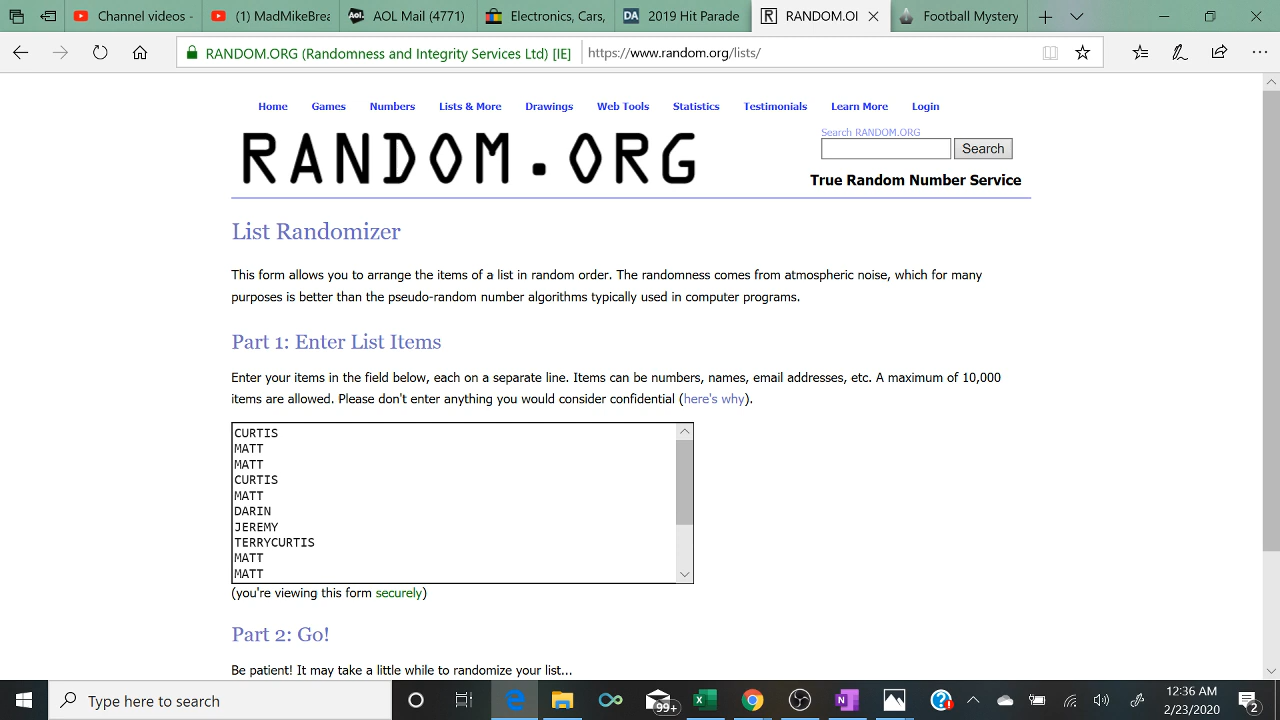 Channel videos -
(1) MadMikeBree
Aol. AOL Mail (4771)
Electronics, Cars,
DA 2019 Hit Parade
R RANDOM.OI
Football Mystery
RANDOM.ORG (Randomness and Integrity Services Ltd) [IE]
https://www.random.org/lists/
Home Games Numbers Lists & More Drawings Web Tools Statistics Testimonials Learn More Login
RANDOM.ORG
Search RANDOM.ORG
Search
True Random Number Service
List Randomizer
This form allows you to arrange the items of a list in random order. The randomness comes from atmospheric noise, which for many
purposes is better than the pseudo-random number algorithms typically used in computer programs.
Part 1: Enter List Items
Enter your items in the field below, each on a separate line. Items can be numbers, names, email addresses, etc. A maximum of 10,000
items are allowed. Please don't enter anything you would consider confidential (here's why).
CURTIS
MATT
MATT
CURTIS
MATT
DARIN
JEREMY
TERRYCURTIS
MATT
MATT
(you're viewing this form securely)
Part 2: Go!
Be patient! It may take a little while to randomize your list...
Type here to search
99+
12:36 AM
2/23/2020
2